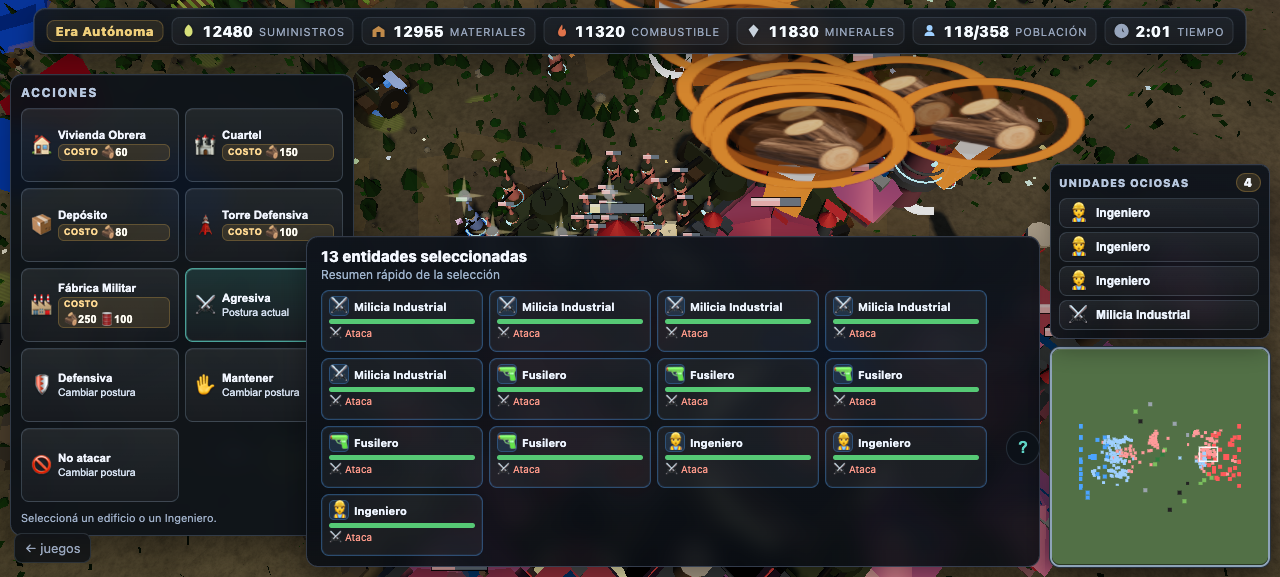 Era Autónoma
12480 SUMINISTROS
12955 MATERIALES
11320 COMBUSTIBLE
11830 MINERALES
118/358 POBLACIÓN
2:01 TIEMPO
ACCIONES
Vivienda Obrera
COSTO 60
Cuartel
COSTO 150
Depósito
COSTO 80
Torre Defensiva
COSTO 100
Fábrica Militar
COSTO
250 100
Agresiva
Postura actual
Defensiva
Cambiar postura
Mantener
Cambiar postura
No atacar
Cambiar postura
Seleccioná un edificio o un Ingeniero.
← juegos
13 entidades seleccionadas
Resumen rápido de la selección
Milicia Industrial
Ataca
Milicia Industrial
Ataca
Milicia Industrial
Ataca
Milicia Industrial
Ataca
Milicia Industrial
Ataca
Fusilero
Ataca
Fusilero
Ataca
Fusilero
Ataca
Fusilero
Ataca
Fusilero
Ataca
Ingeniero
Ataca
Ingeniero
Ataca
Ingeniero
Ataca
?
UNIDADES OCIOSAS
4
Ingeniero
Ingeniero
Ingeniero
Milicia Industrial